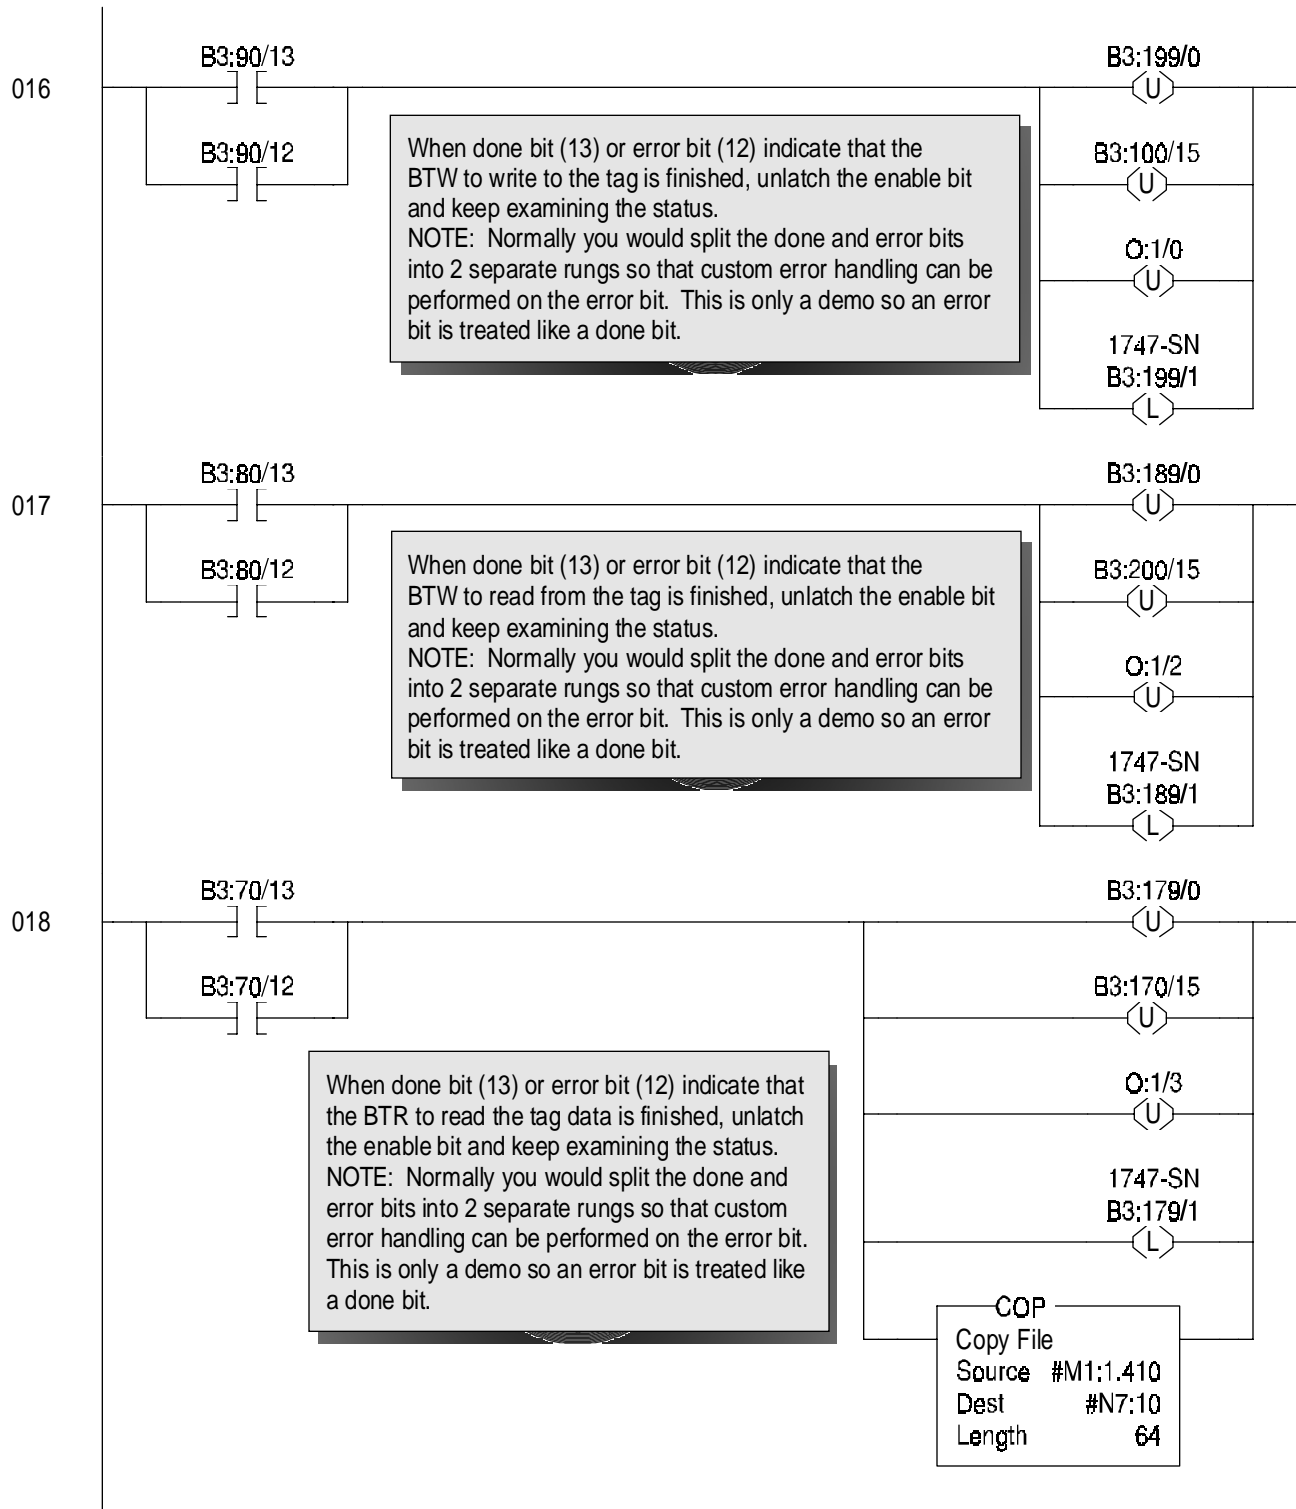 B3:90/13
B3:199/0
016
U
B3:90/12
B3:100/15
U
When done bit (13) or error bit (12) indicate that the
BTW to write to the tag is finished, unlatch the enable bit
and keep examining the status.
NOTE: Normally you would split the done and error bits
into 2 separate rungs so that custom error handling can be
performed on the error bit. This is only a demo so an error
bit is treated like a done bit.
O:1/0
U
1747-SN
B3:199/1
L
B3:80/13
B3:189/0
017
U
B3:80/12
B3:200/15
U
When done bit (13) or error bit (12) indicate that the
BTW to read from the tag is finished, unlatch the enable bit
and keep examining the status.
NOTE: Normally you would split the done and error bits
into 2 separate rungs so that custom error handling can be
performed on the error bit. This is only a demo so an error
bit is treated like a done bit.
O:1/2
U
1747-SN
B3:189/1
L
B3:70/13
B3:179/0
018
U
B3:70/12
B3:170/15
U
When done bit (13) or error bit (12) indicate that
the BTR to read the tag data is finished, unlatch
the enable bit and keep examining the status.
NOTE: Normally you would split the done and
error bits into 2 separate rungs so that custom
error handling can be performed on the error bit.
This is only a demo so an error bit is treated like
a done bit.
O:1/3
U
1747-SN
B3:179/1
L
COP
Copy File
Source #M1:1.410
Dest #N7:10
Length 64